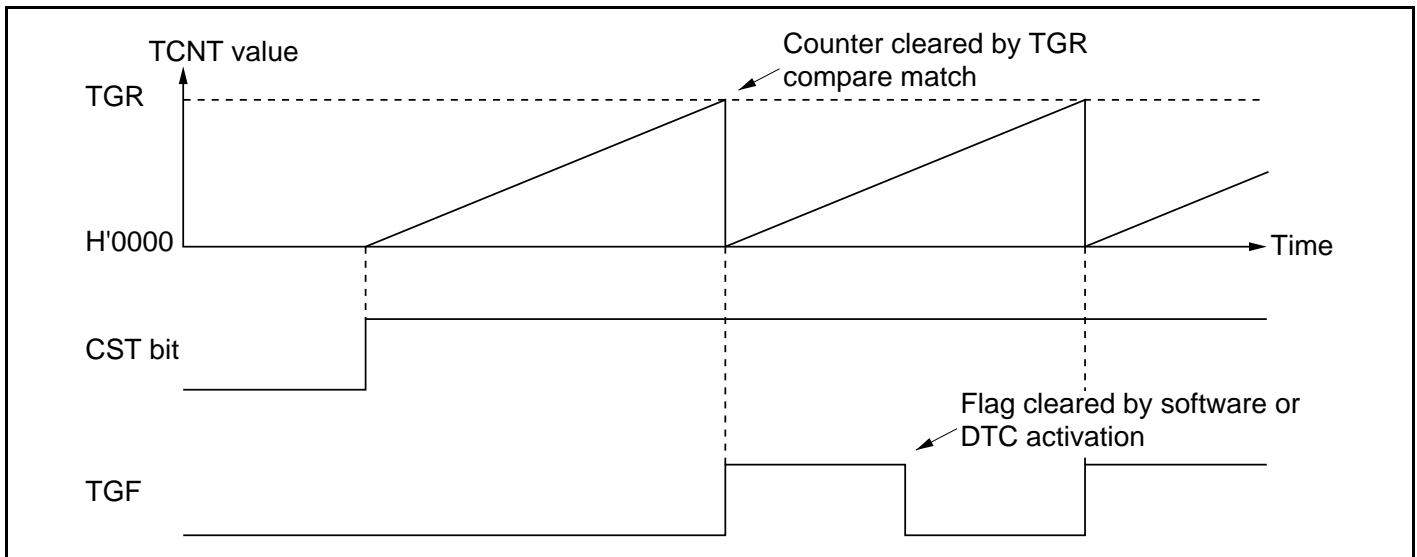 TCNT value
Counter cleared by TGR
compare match
TGR
H'0000
Time
CST bit
Flag cleared by software or
DTC activation
TGF